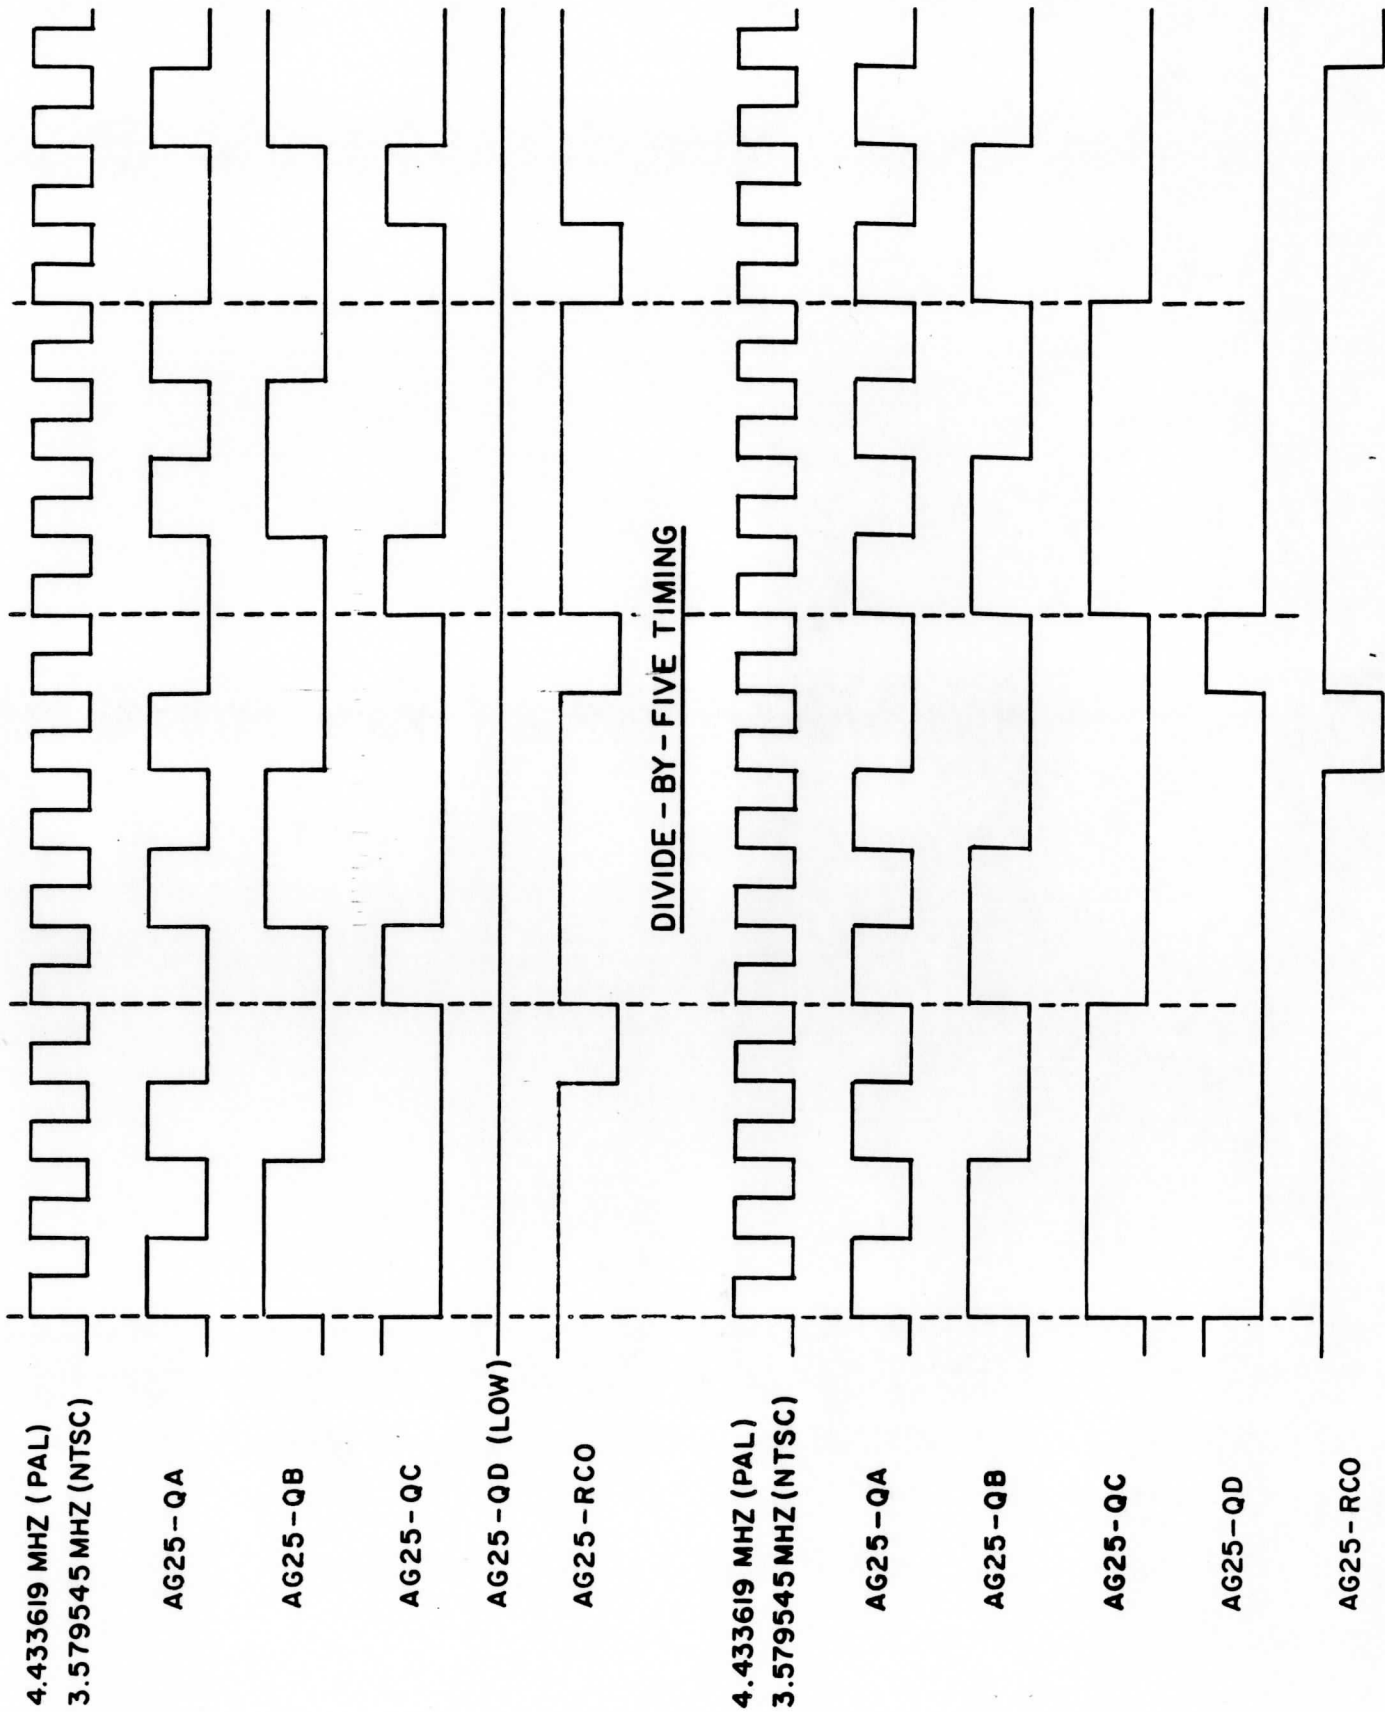 4.433619 MHZ (PAL)
3.579545 MHZ (NTSC)
AG25-QA
AG25-QB
AG25-QC
AG25-QD (LOW)
AG25-RCO
DIVIDE-BY-FIVE TIMING
4.433619 MHZ (PAL)
3.579545 MHZ (NTSC)
AG25-QA
AG25-QB
AG25-QC
AG25-QD
AG25-RCO